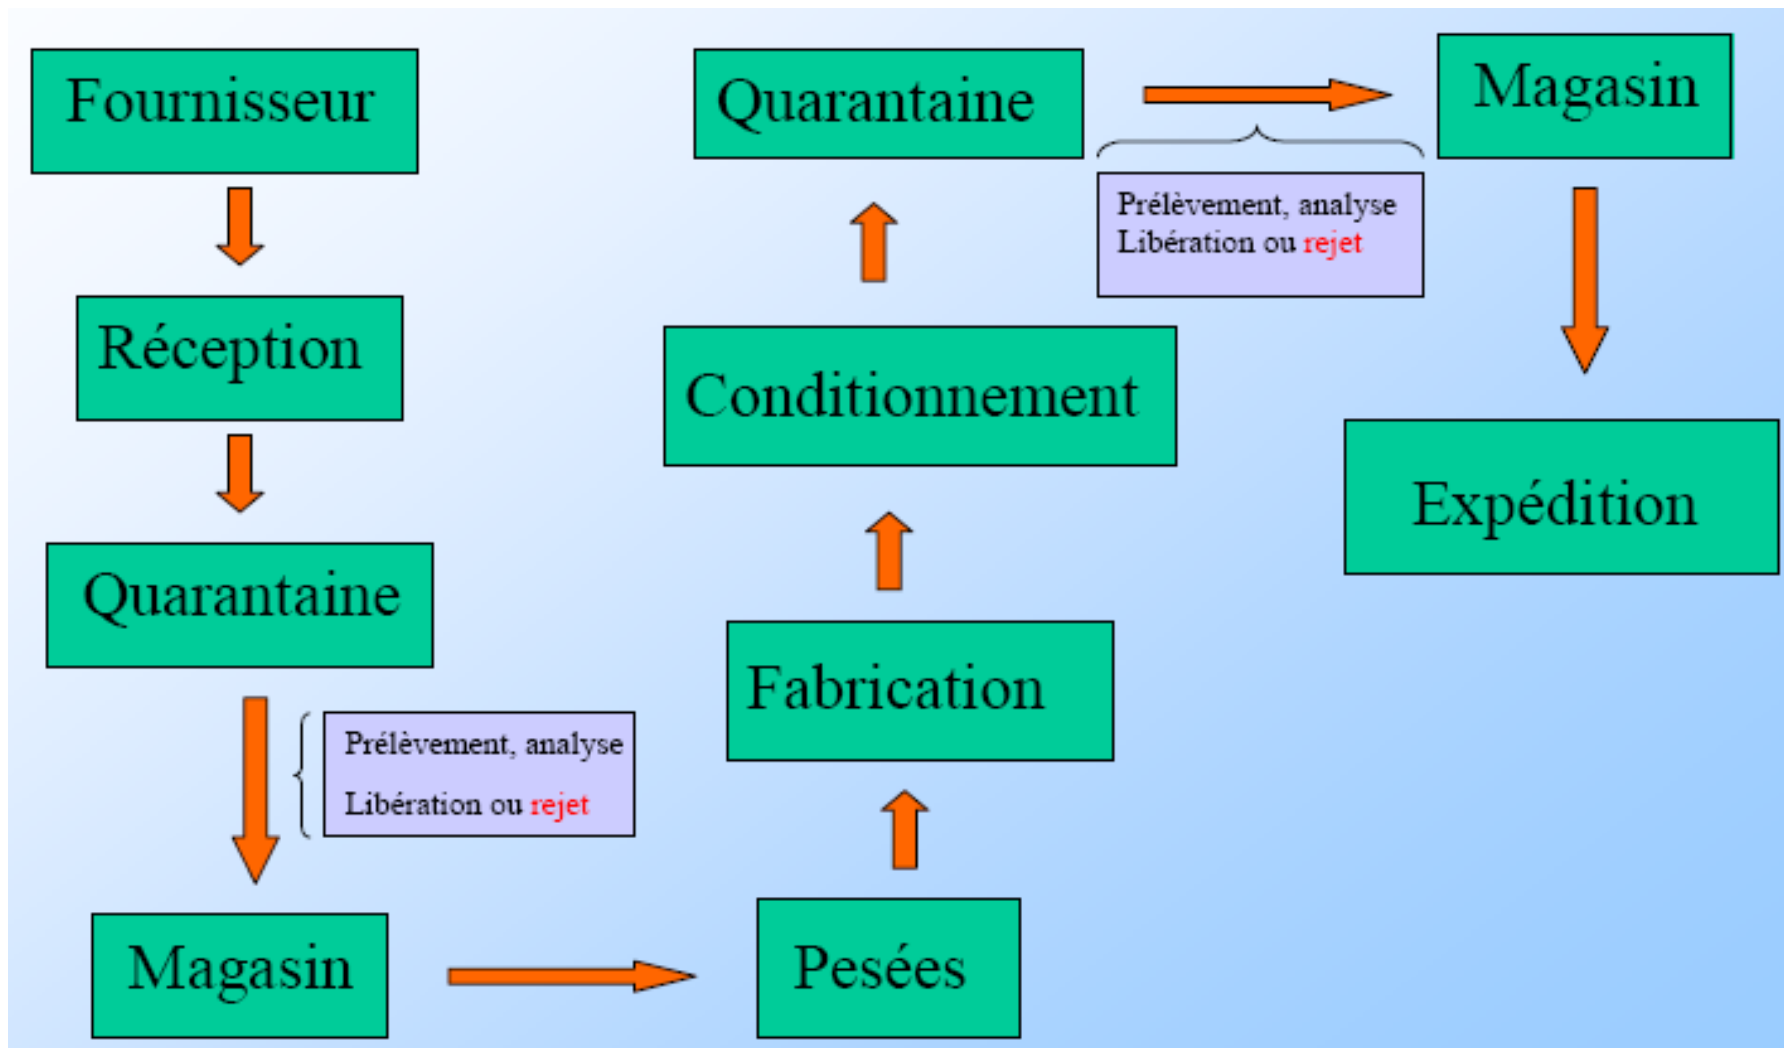 Fournisseur
Réception
Quarantaine
Prélèvement, analyse
Libération ou rejet
Magasin
Pesées
Fabrication
Conditionnement
Quarantaine
Prélèvement, analyse
Libération ou rejet
Magasin
Expédition